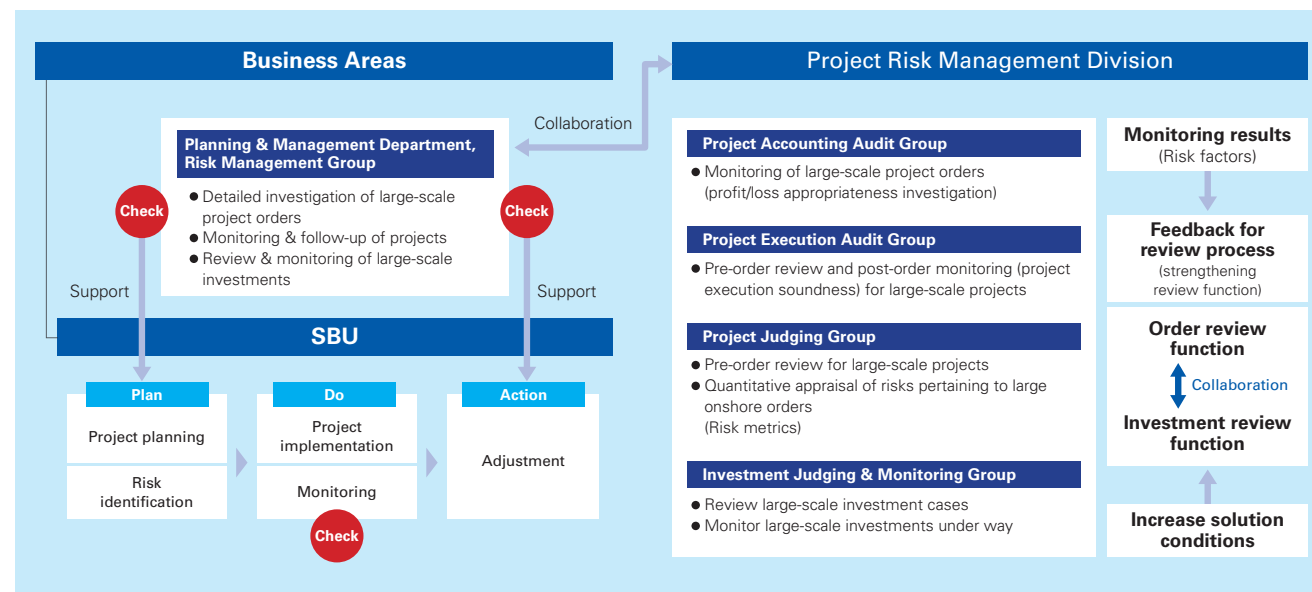 Business Areas
Collaboration
Planning & Management Department,
Risk Management Group
● Detailed investigation of large-scale
project orders
● Monitoring & follow-up of projects
● Review & monitoring of large-scale
investments
Check
Check
Support
Support
SBU
Plan
Project planning
Risk
identification
Do
Project
implementation
Monitoring
Check
Action
Adjustment
Project Risk Management Division
Project Accounting Audit Group
● Monitoring of large-scale project orders
(profit/loss appropriateness investigation)
Project Execution Audit Group
● Pre-order review and post-order monitoring (project
execution soundness) for large-scale projects
Project Judging Group
● Pre-order review for large-scale projects
● Quantitative appraisal of risks pertaining to large
onshore orders
(Risk metrics)
Investment Judging & Monitoring Group
● Review large-scale investment cases
● Monitor large-scale investments under way
Monitoring results
(Risk factors)
Feedback for
review process
(strengthening
review function)
Order review
function
Collaboration
Investment review
function
Increase solution
conditions